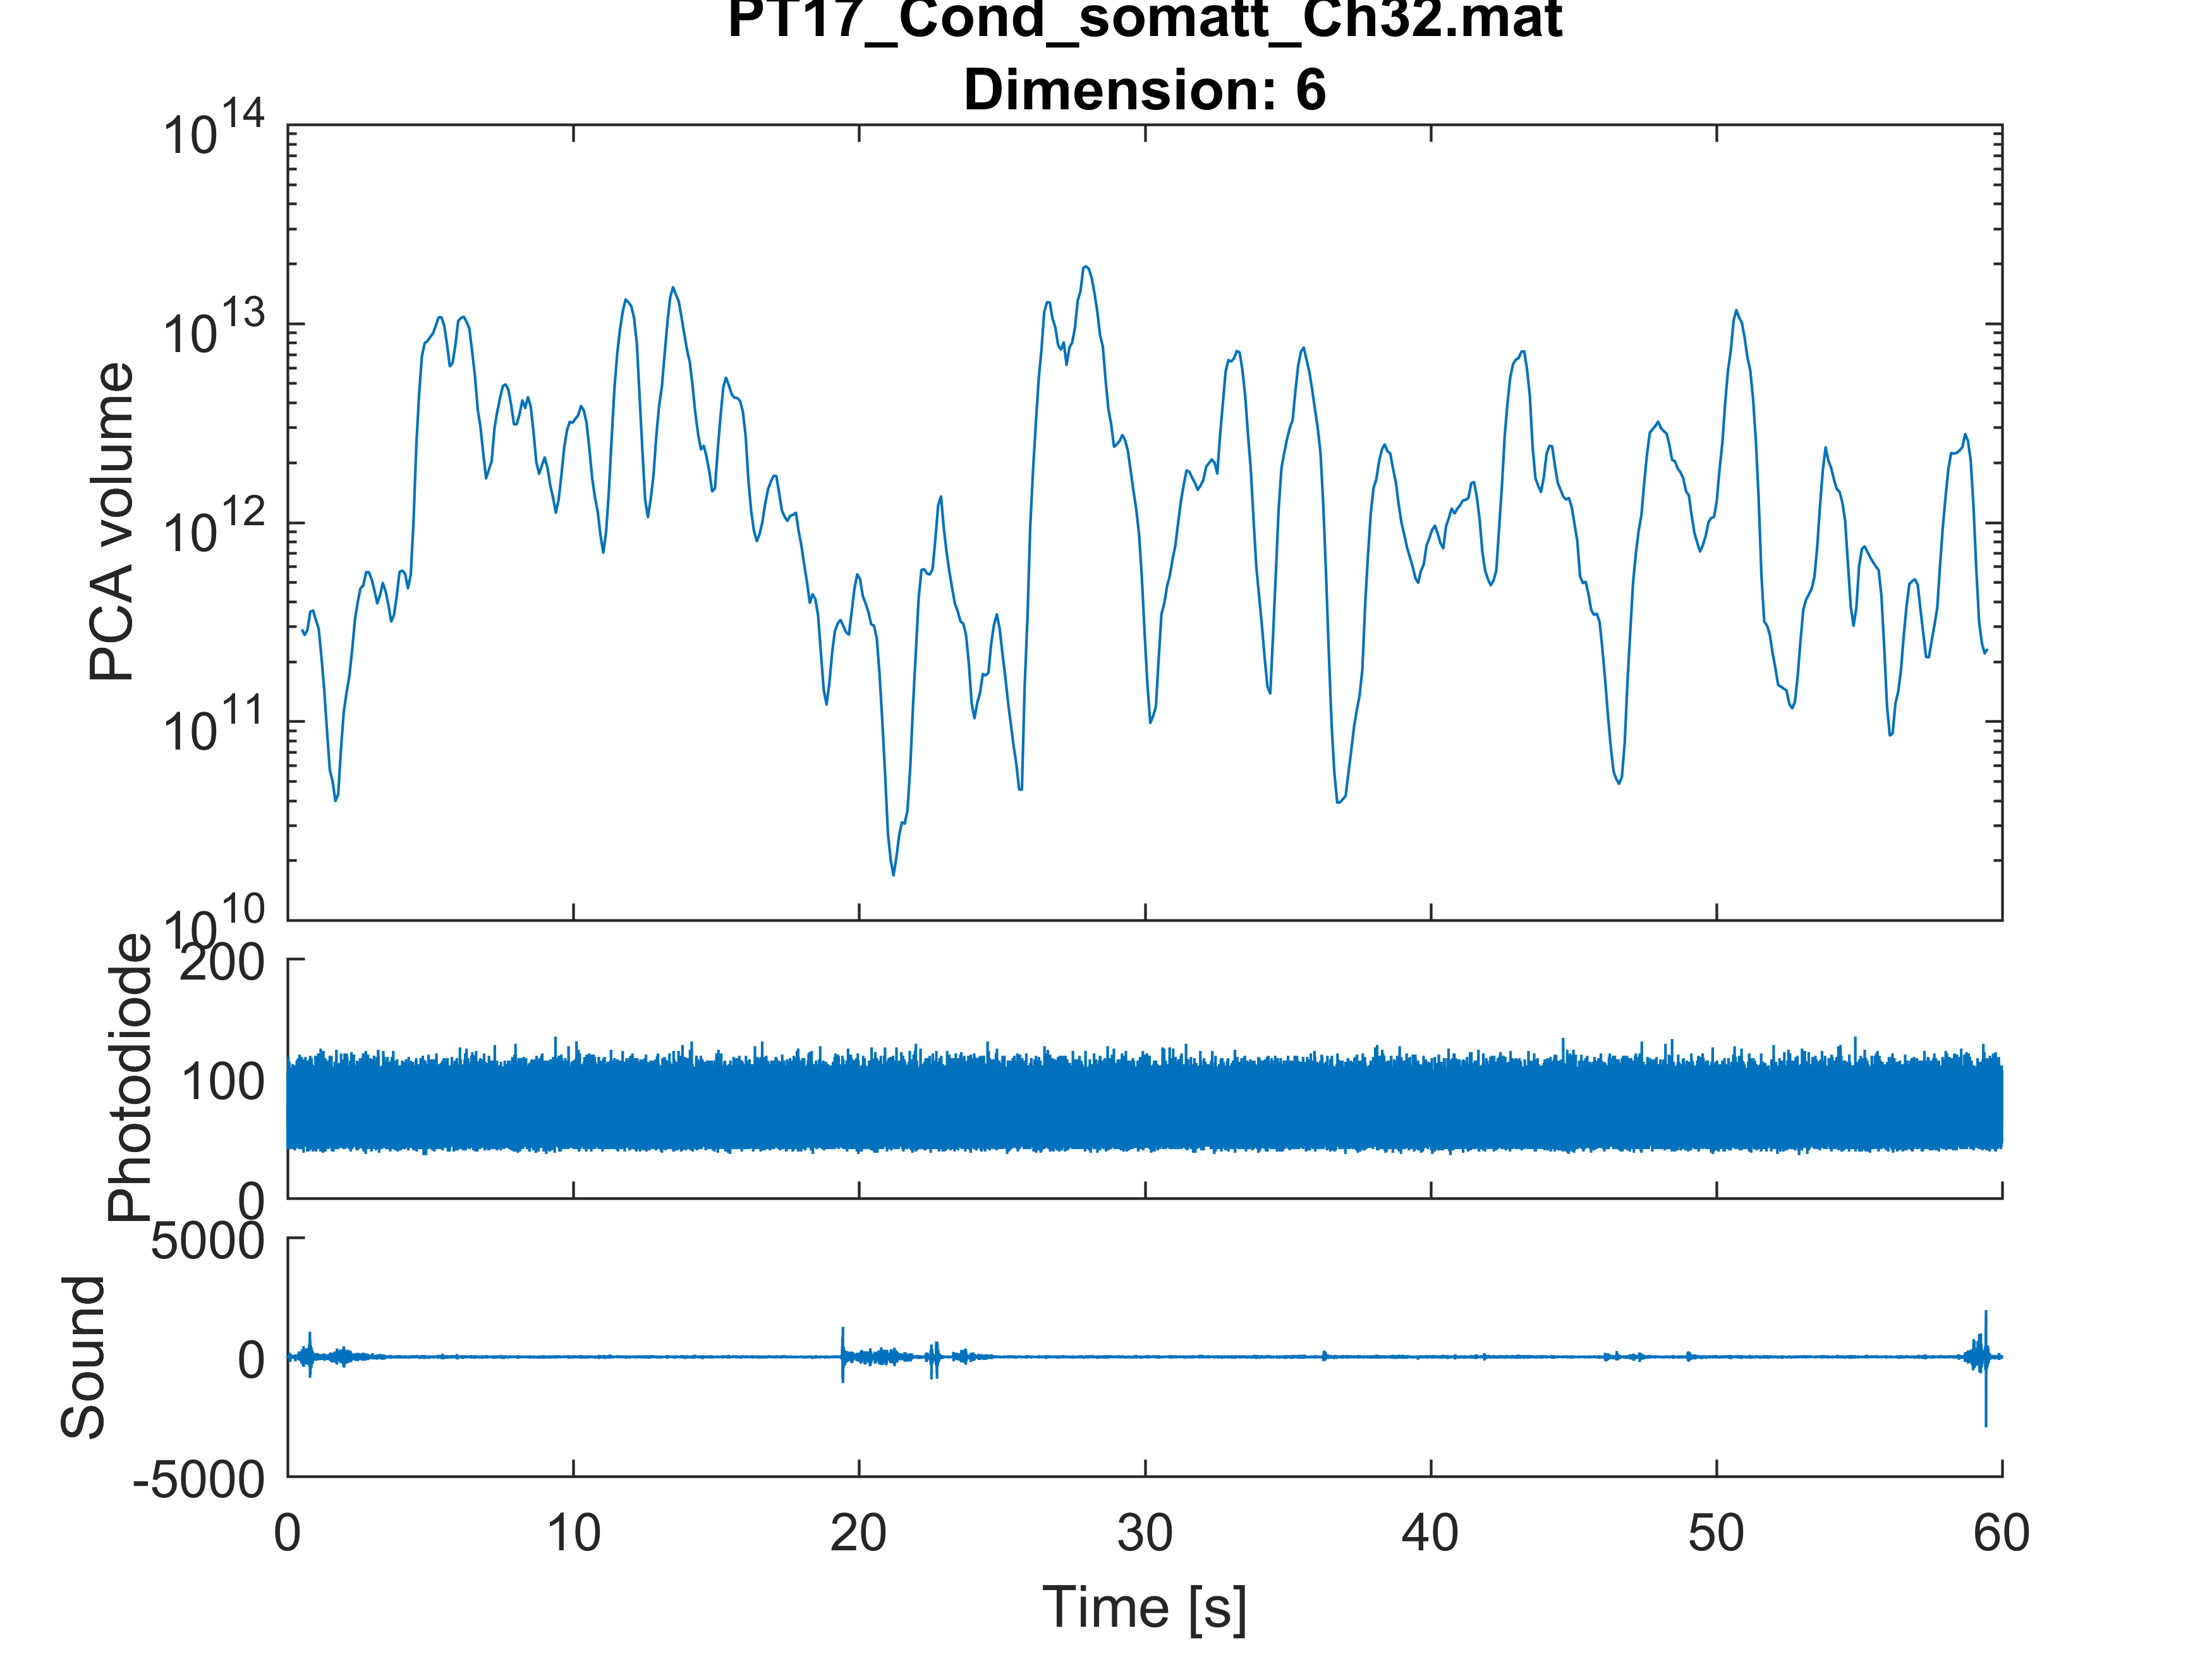 PT17_Cond_somatt_Ch32.mat
Dimension: 6
10^14
10^13
10^12
10^11
10^10
PCA volume
200
100
0
Photodiode
5000
0
-5000
Sound
0 10 20 30 40 50 60
Time [s]